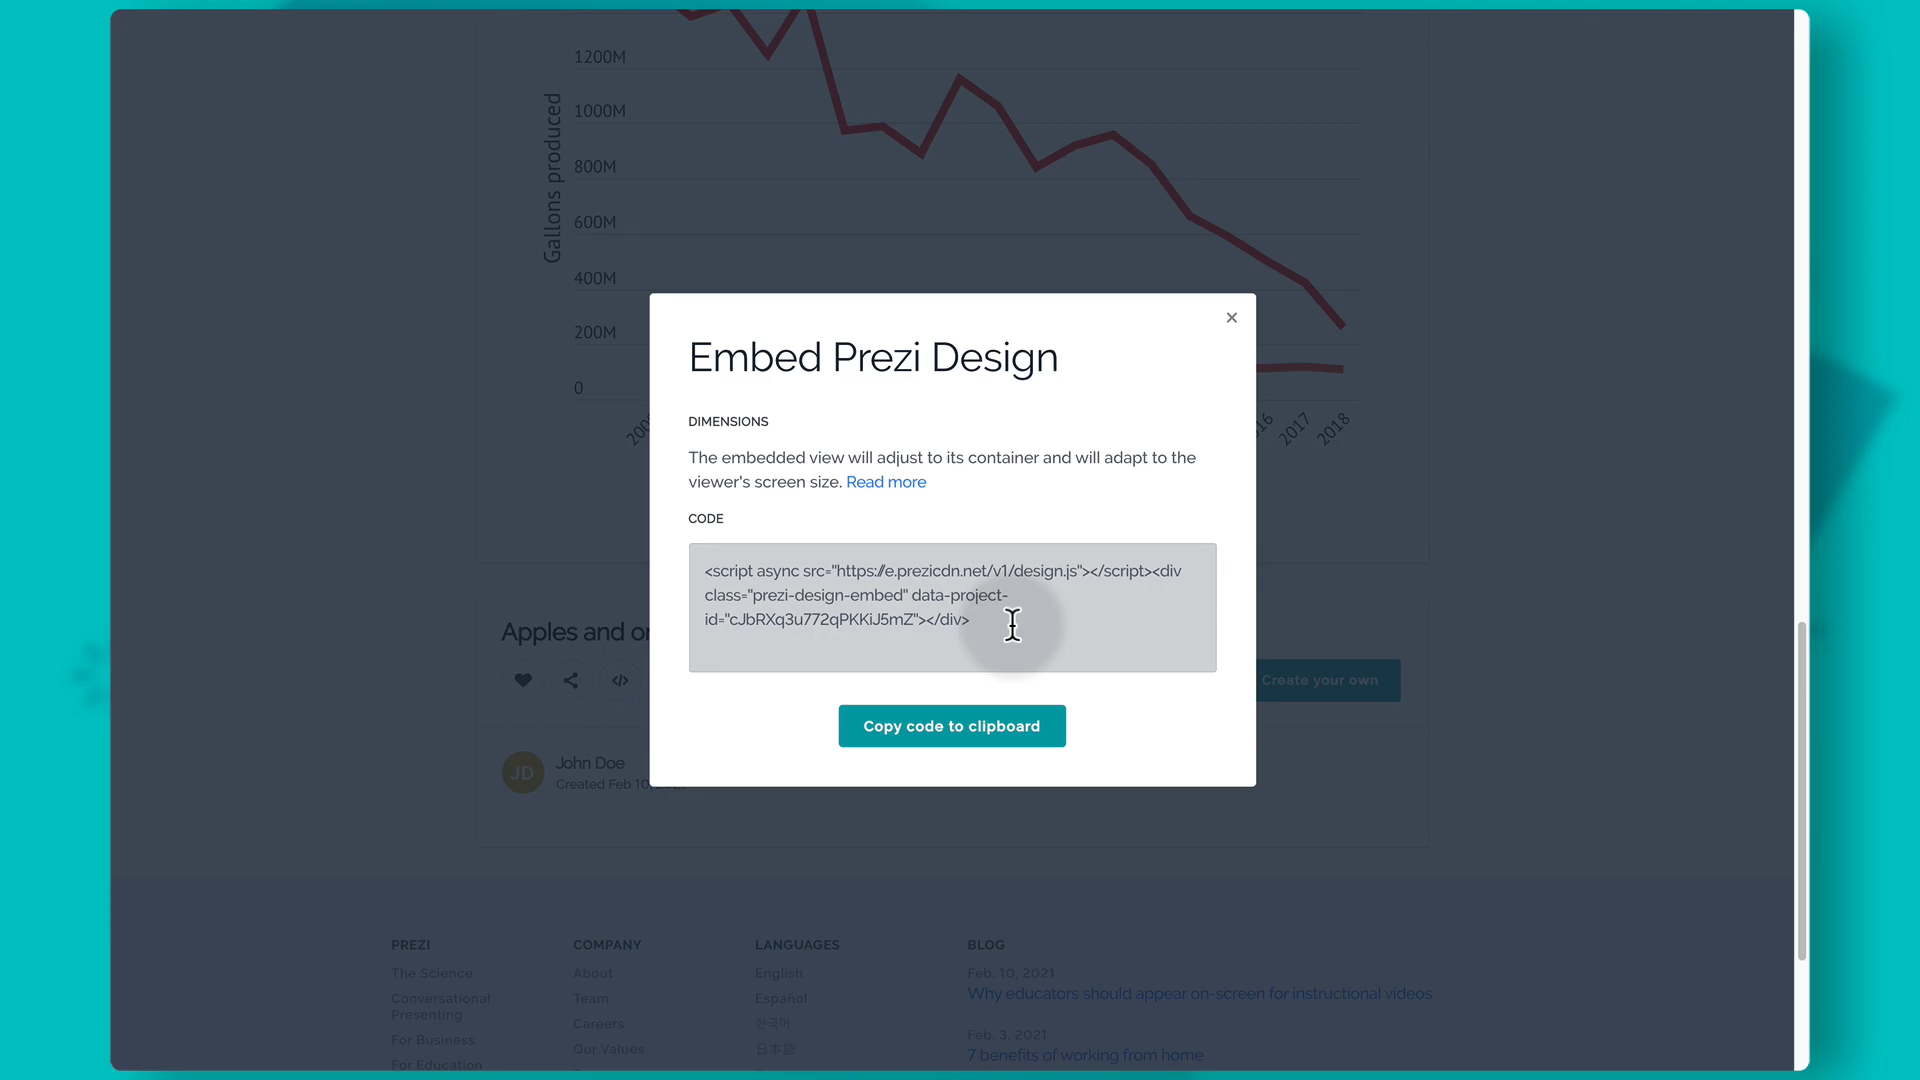 1200M
1000M
800M
600M
400M
200M
0
Gallons produced
2017
2018
×
Embed Prezi Design
DIMENSIONS
The embedded view will adjust to its container and will adapt to the
viewer's screen size. Read more
CODE
<script async src="https://e.prezicdn.net/v1/design.js"></script><div
class="prezi-design-embed" data-project-
id="cJbRXq3u772qPKKiJ5mZ"></div>
Copy code to clipboard
Apples and
</>
Create your own
JD
John Doe
Created Feb 10,
PREZI
The Science
Conversational
Presenting
For Business
For Education
COMPANY
About
Team
Careers
Our Values
LANGUAGES
English
Español
한국어
日本語
BLOG
Feb. 10, 2021
Why educators should appear on-screen for instructional videos
Feb. 3, 2021
7 benefits of working from home